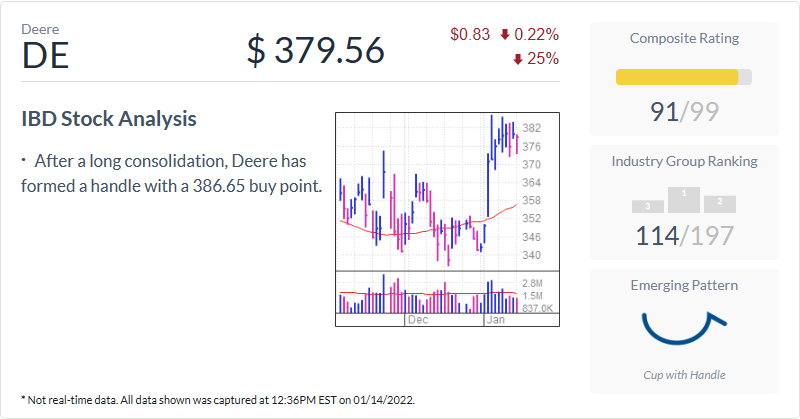 Deere
DE
$ 379.56
$0.83 0.22%
25%
IBD Stock Analysis
· After a long consolidation, Deere has
formed a handle with a 386.65 buy point.
382
376
370
364
358
352
346
340
2.8M
1.5M
837.0K
Dec Jan
Composite Rating
91/99
Industry Group Ranking
3 1 2
114/197
Emerging Pattern
Cup with Handle
* Not real-time data. All data shown was captured at 12:36PM EST on 01/14/2022.